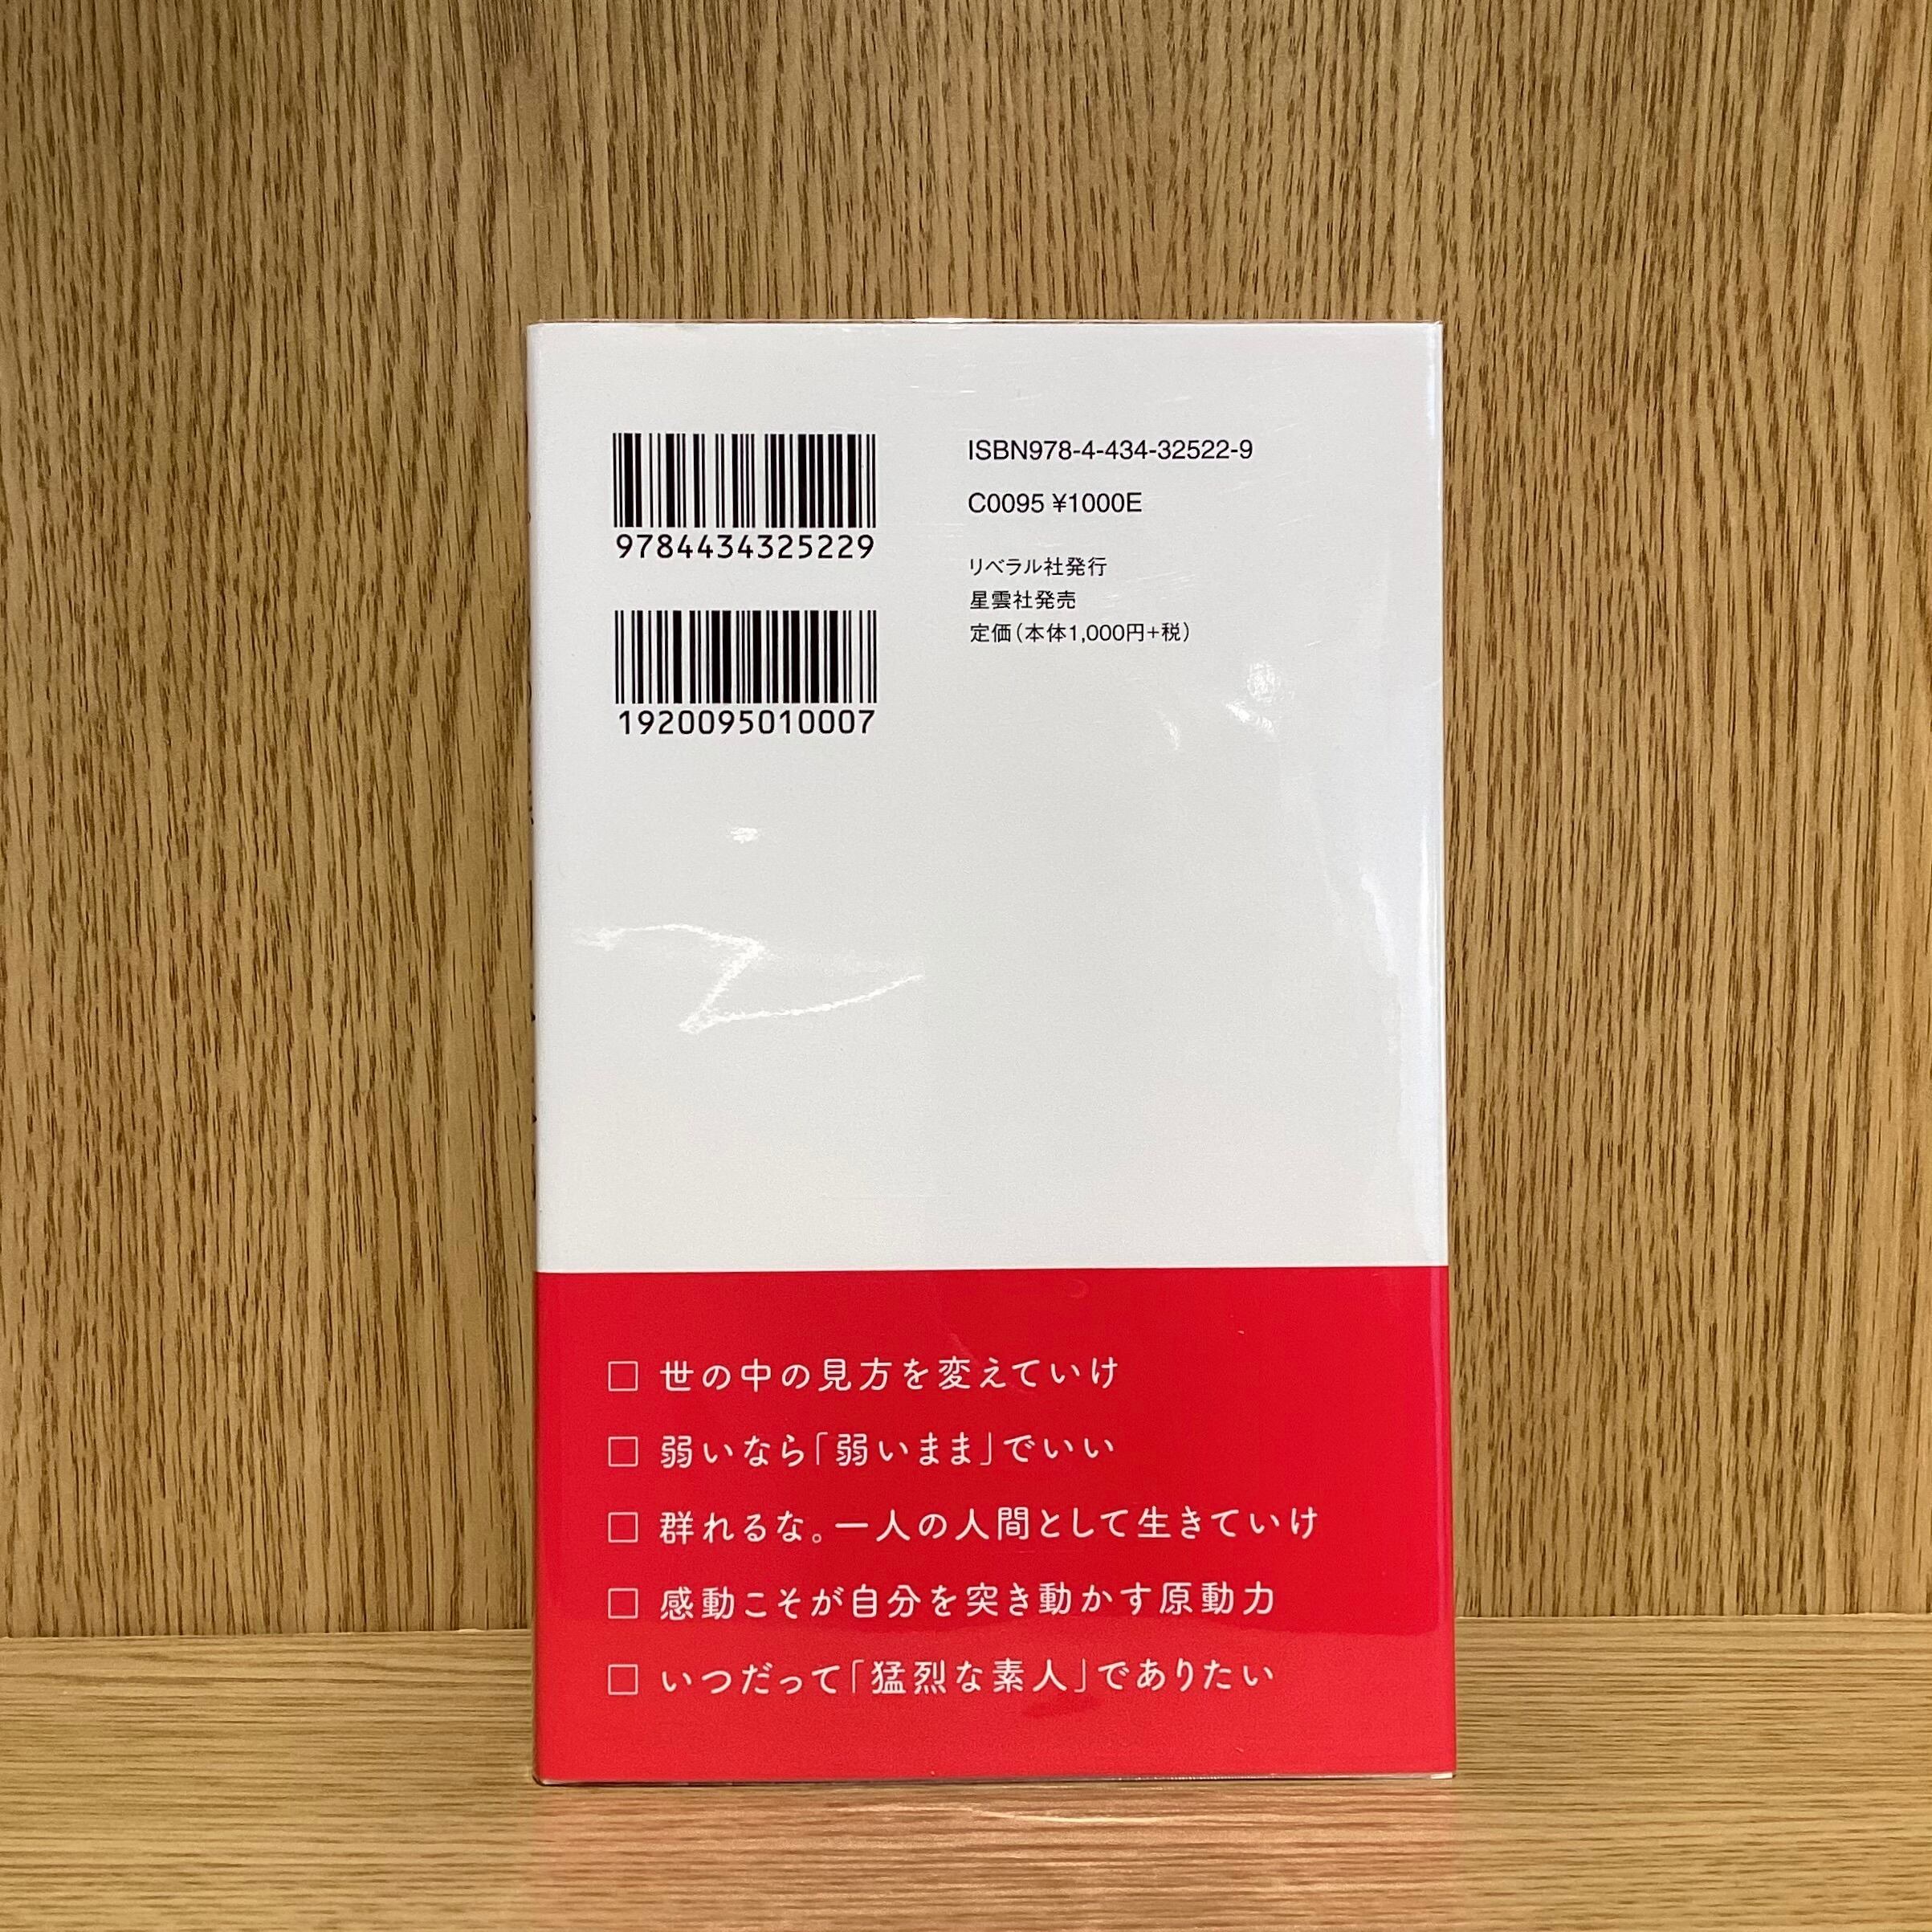 9784434325229
1920095010007
ISBN978-4-434-32522-9
C0095 ¥1000E
リベラル社発行
星雲社発売
定価（本体1,000円+税）
□ 世の中の見方を変えていけ
□ 弱いなら「弱いまま」でいい
□ 群れるな。一人の人間として生きていけ
□ 感動こそが自分を突き動かす原動力
□ いつだって「猛烈な素人」でありたい